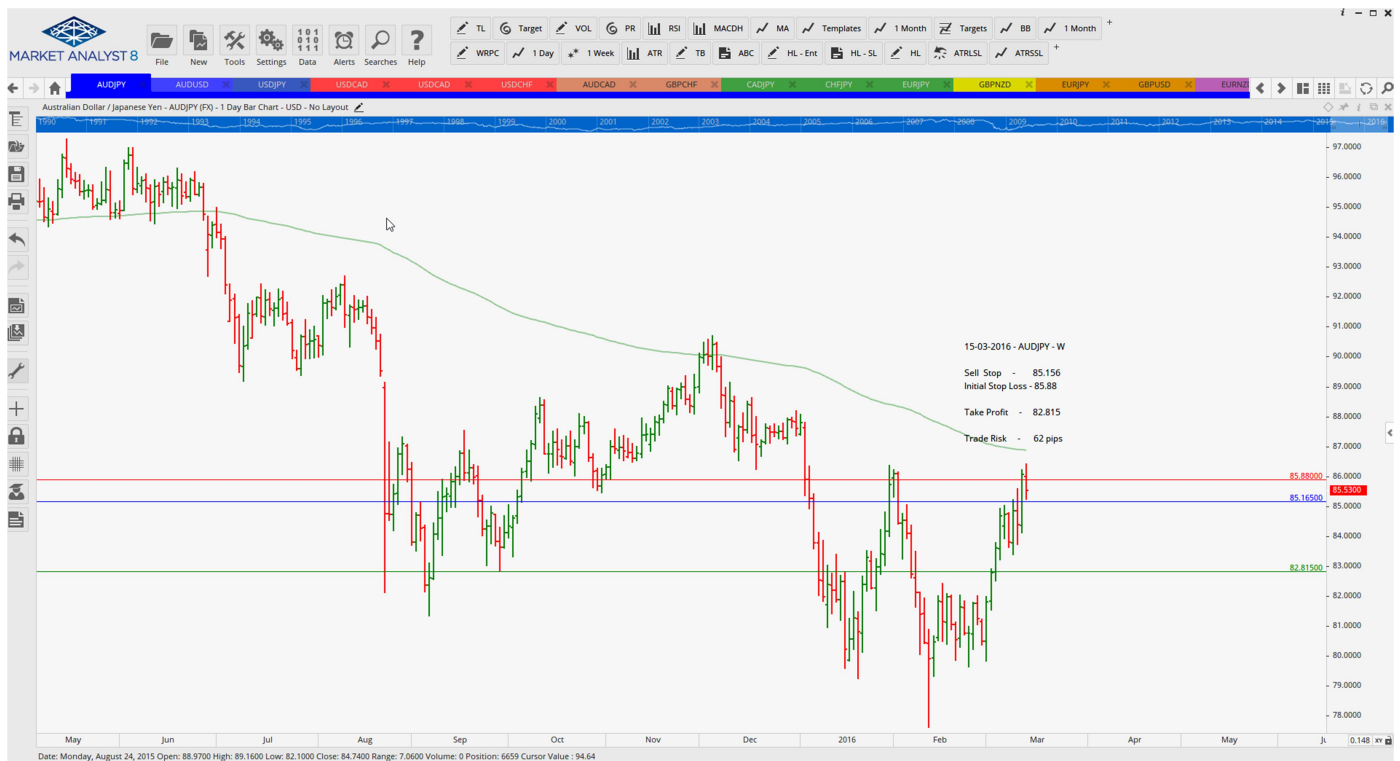 i
TL Target VOL PR RSI MACDH MA Templates 1 Month Targets BB 1 Month +
MARKET ANALYST 8
File New Tools Settings Data Alerts Searches Help
WRPC 1 Day 1 Week ATR TB ABC HL - Ent HL - SL HL ATRLSL ATRSSL +
AUDJPY AUDUSD USDJPY USDCAD USDCAD USDCHF AUDCAD GBPCHF CADJPY CHFJPY EURJPY GBPNZD EURJPY GBPUSD EURNZ
Australian Dollar / Japanese Yen - AUDJPY (FX) - 1 Day Bar Chart - USD - No Layout
1990 1991 1992 1993 1994 1995 1996 1997 1998 1999 2000 2001 2002 2003 2004 2005 2006 2007 2008 2009 2010 2011 2012 2013 2014 2015 2016
97.0000
96.0000
95.0000
94.0000
93.0000
92.0000
91.0000
90.0000
89.0000
88.0000
87.0000
86.0000
85.0000
84.0000
83.0000
82.0000
81.0000
80.0000
79.0000
78.0000
15-03-2016 - AUDJPY - W
Sell Stop - 85.156
Initial Stop Loss - 85.88
Take Profit - 82.815
Trade Risk - 62 pips
85.88000
85.5300
85.16500
82.81500
May Jun Jul Aug Sep Oct Nov Dec 2016 Feb Mar Apr May
0.148 XY
Date: Monday, August 24, 2015 Open: 88.9700 High: 89.1600 Low: 82.1000 Close: 84.7400 Range: 7.0600 Volume: 0 Position: 6659 Cursor Value : 94.64